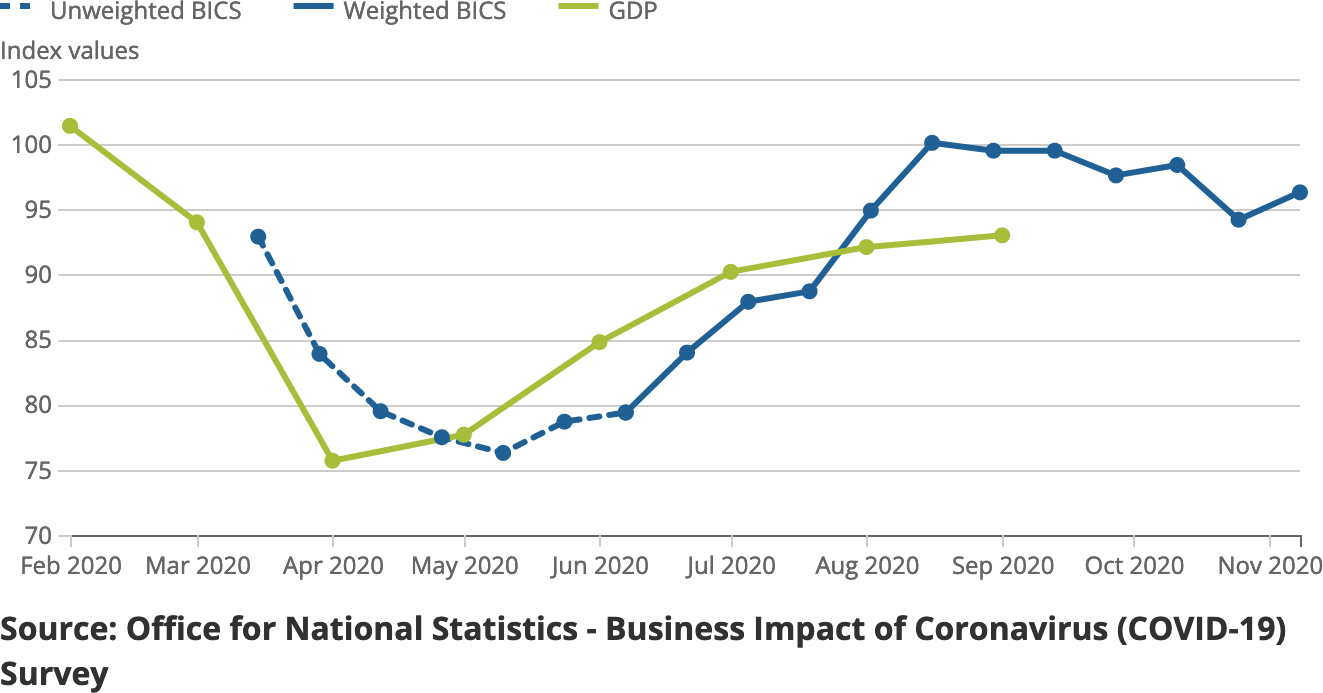 Unweighted BICS Weighted BICS GDP
Index values
105
100
95
90
85
80
75
70
Feb 2020 Mar 2020 Apr 2020 May 2020 Jun 2020 Jul 2020 Aug 2020 Sep 2020 Oct 2020 Nov 2020
Source: Office for National Statistics - Business Impact of Coronavirus (COVID-19)
Survey